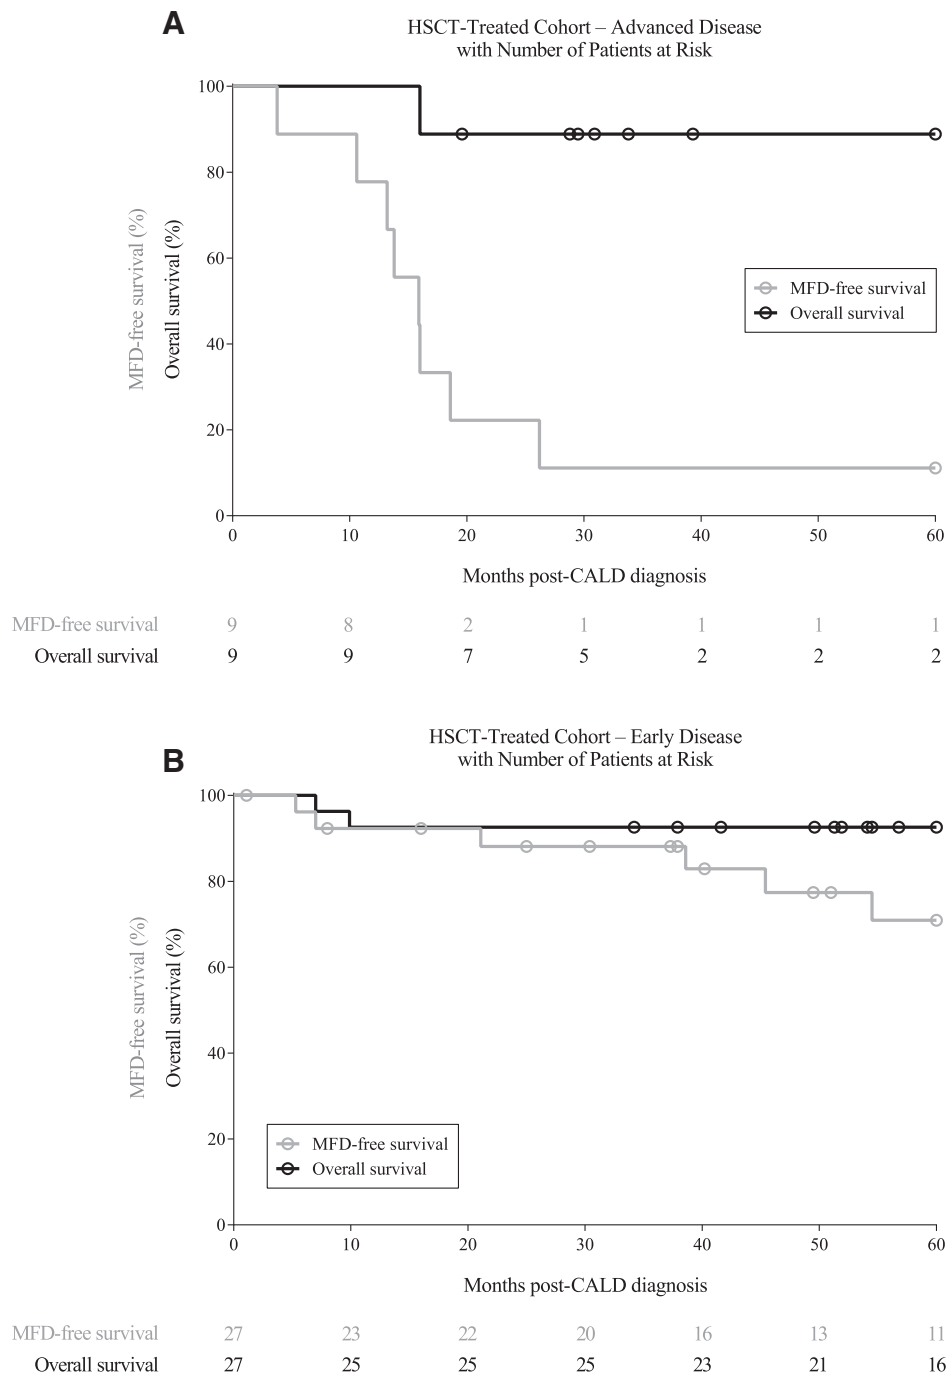 A
HSCT-Treated Cohort – Advanced Disease
with Number of Patients at Risk
MFD-free survival (%)
Overall survival (%)
100
80
60
40
20
0
0 10 20 30 40 50 60
MFD-free survival
Overall survival
Months post-CALD diagnosis
MFD-free survival 9 8 2 1 1 1 1
Overall survival 9 9 7 5 2 2 2
B
HSCT-Treated Cohort – Early Disease
with Number of Patients at Risk
MFD-free survival (%)
Overall survival (%)
100
80
60
40
20
0
MFD-free survival
Overall survival
0 10 20 30 40 50 60
Months post-CALD diagnosis
MFD-free survival 27 23 22 20 16 13 11
Overall survival 27 25 25 25 23 21 16